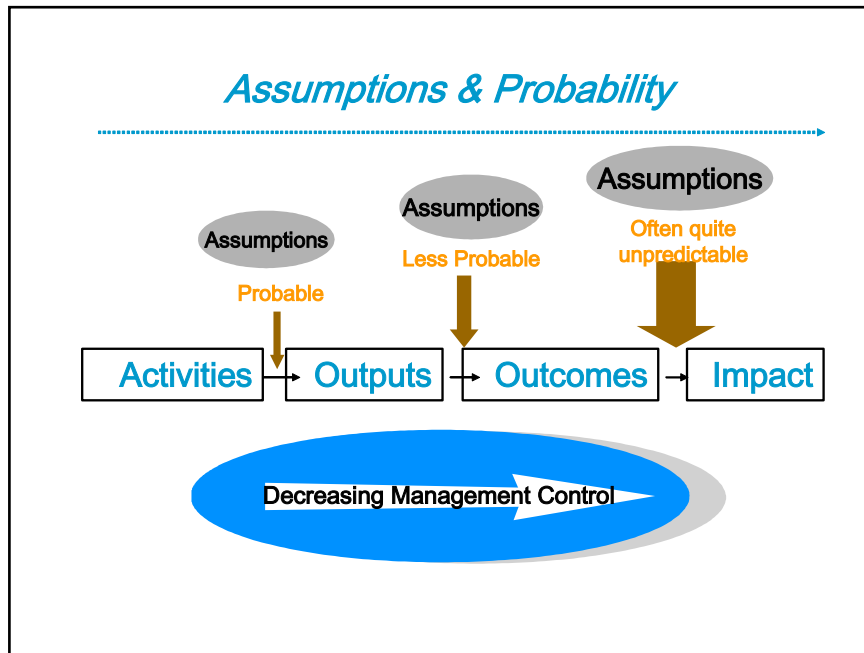 Assumptions & Probability
Assumptions
Assumptions
Assumptions
Often quite
unpredictable
Less Probable
Probable
Activities
Outputs
Outcomes
Impact
Decreasing Management Control